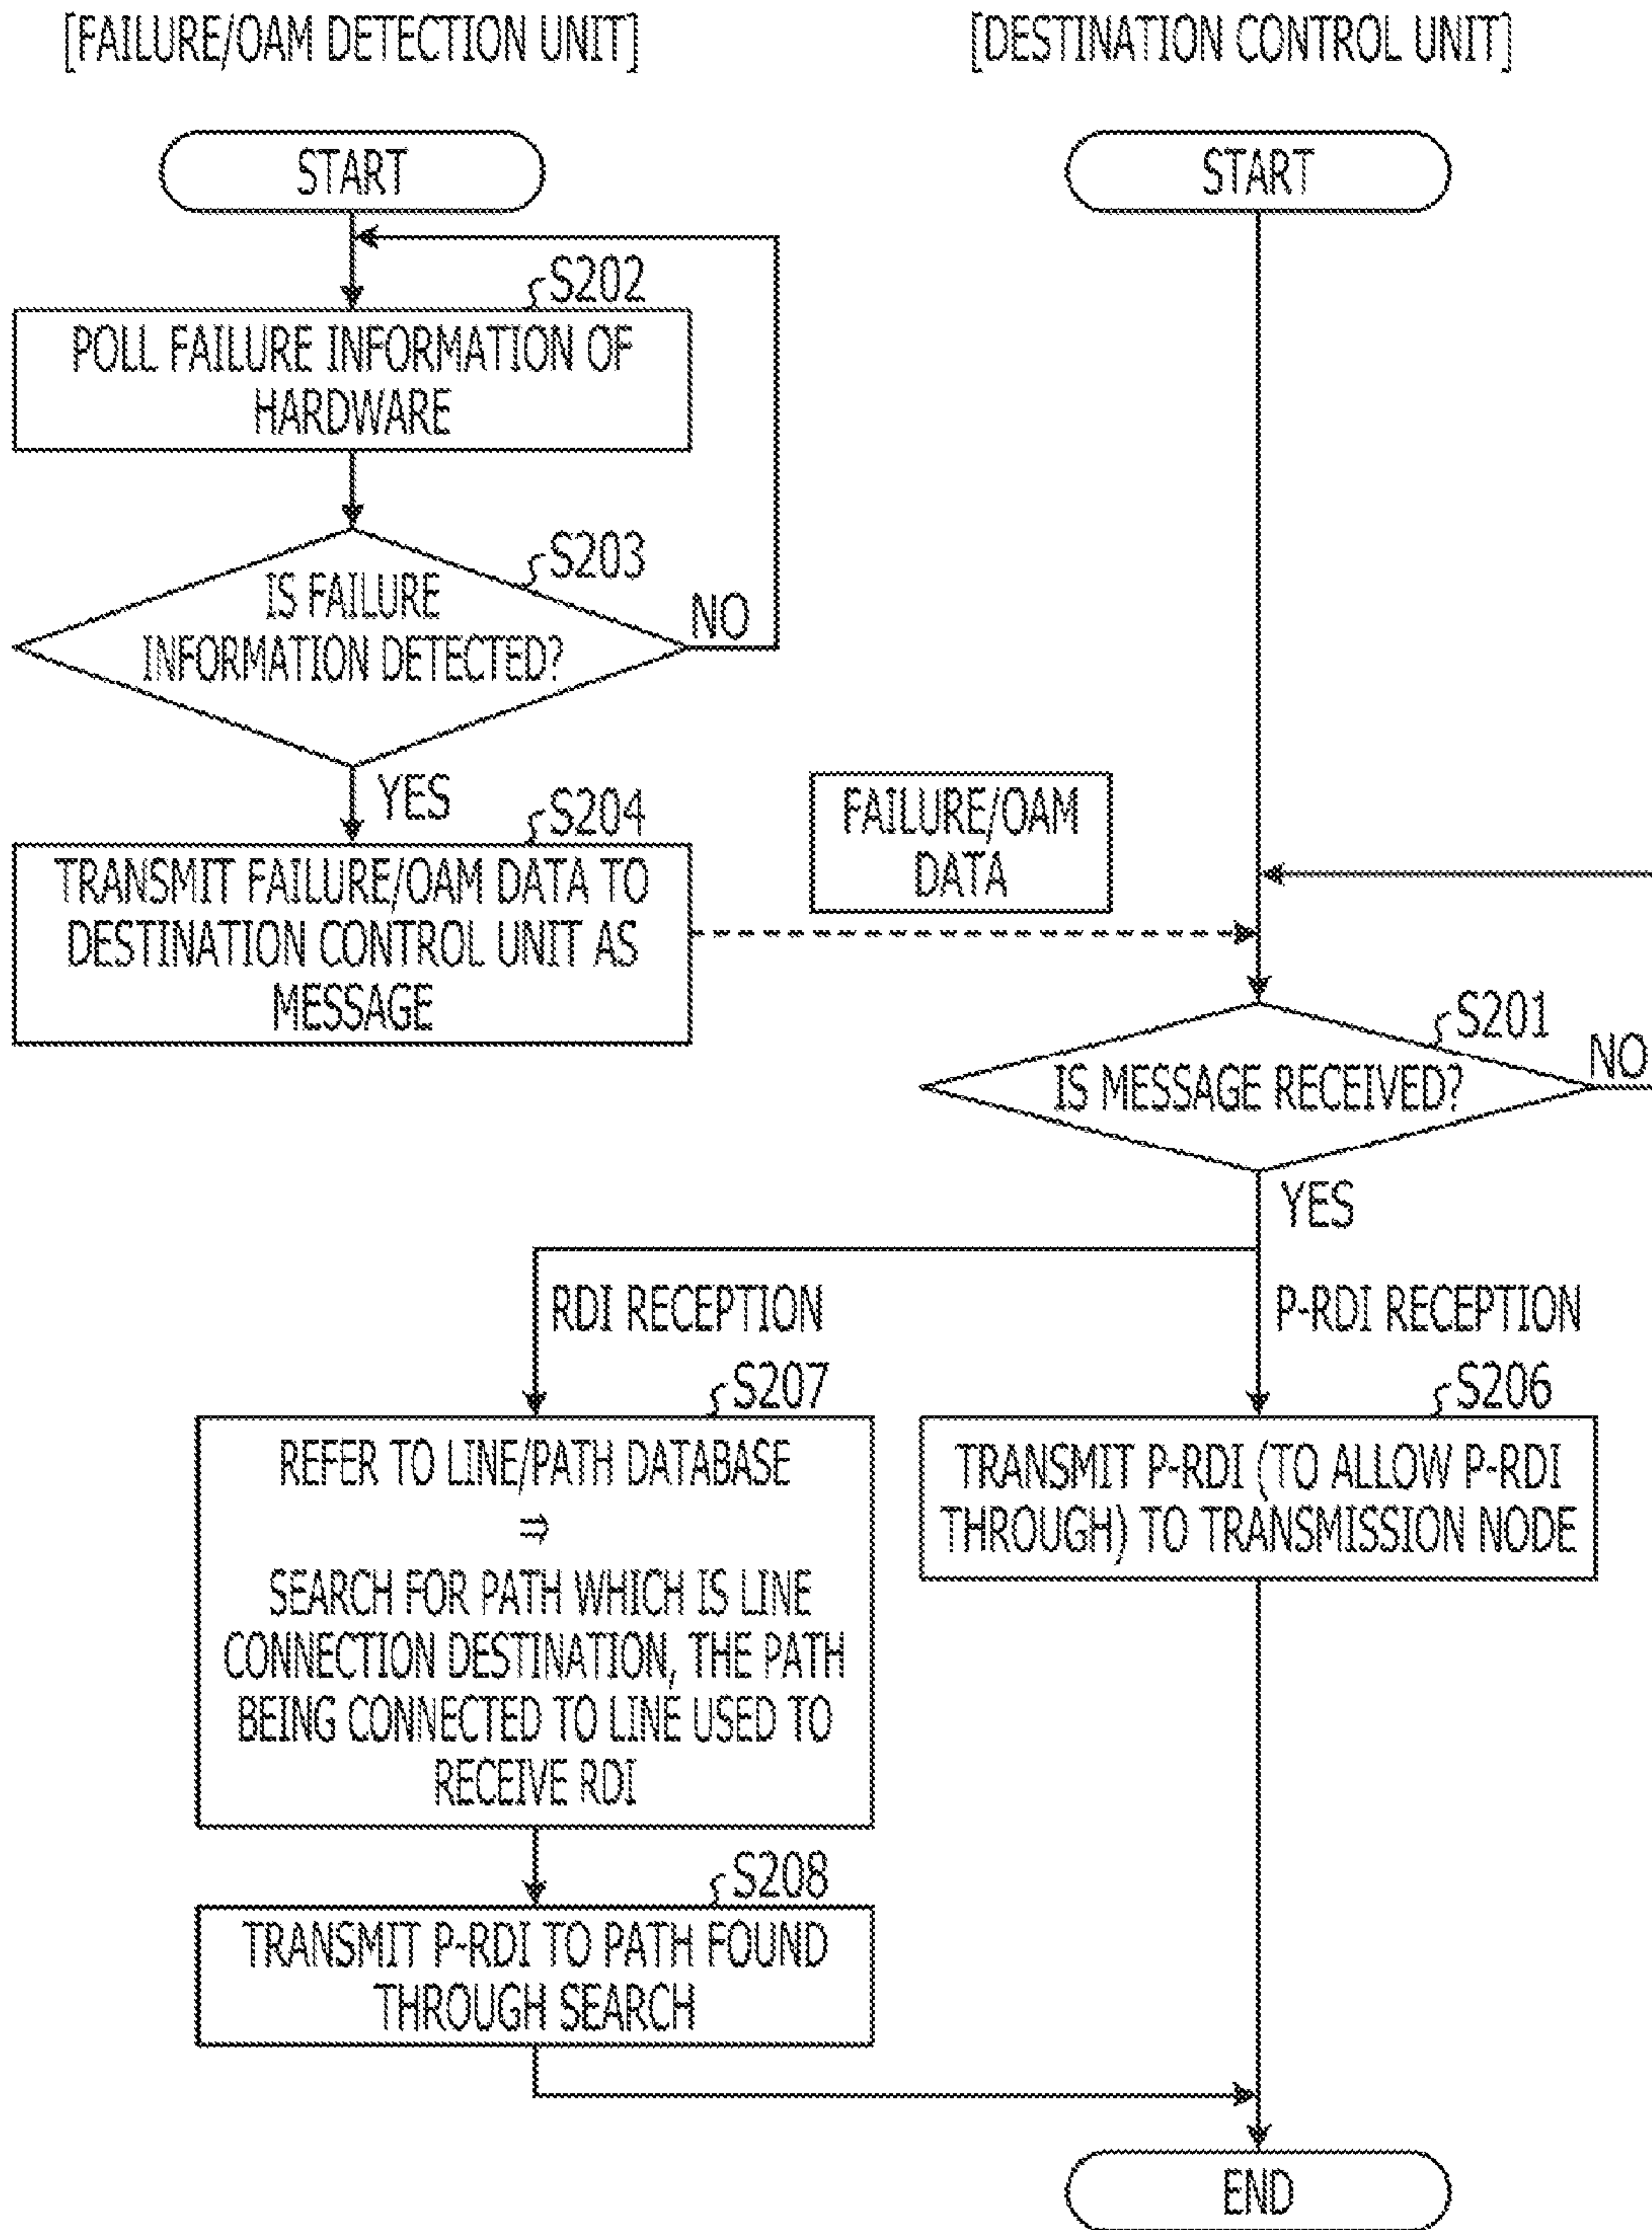 [FAILURE/OAM DETECTION UNIT]
[DESTINATION CONTROL UNIT]
START
START
S202
POLL FAILURE INFORMATION OF
HARDWARE
S203
IS FAILURE
INFORMATION DETECTED?
NO
YES
S204
TRANSMIT FAILURE/OAM DATA TO
DESTINATION CONTROL UNIT AS
MESSAGE
FAILURE/OAM
DATA
S201
IS MESSAGE RECEIVED?
NO
YES
RDI RECEPTION
P-RDI RECEPTION
S207
REFER TO LINE/PATH DATABASE
⇒
SEARCH FOR PATH WHICH IS LINE
CONNECTION DESTINATION, THE PATH
BEING CONNECTED TO LINE USED TO
RECEIVE RDI
S206
TRANSMIT P-RDI (TO ALLOW P-RDI
THROUGH) TO TRANSMISSION NODE
S208
TRANSMIT P-RDI TO PATH FOUND
THROUGH SEARCH
END